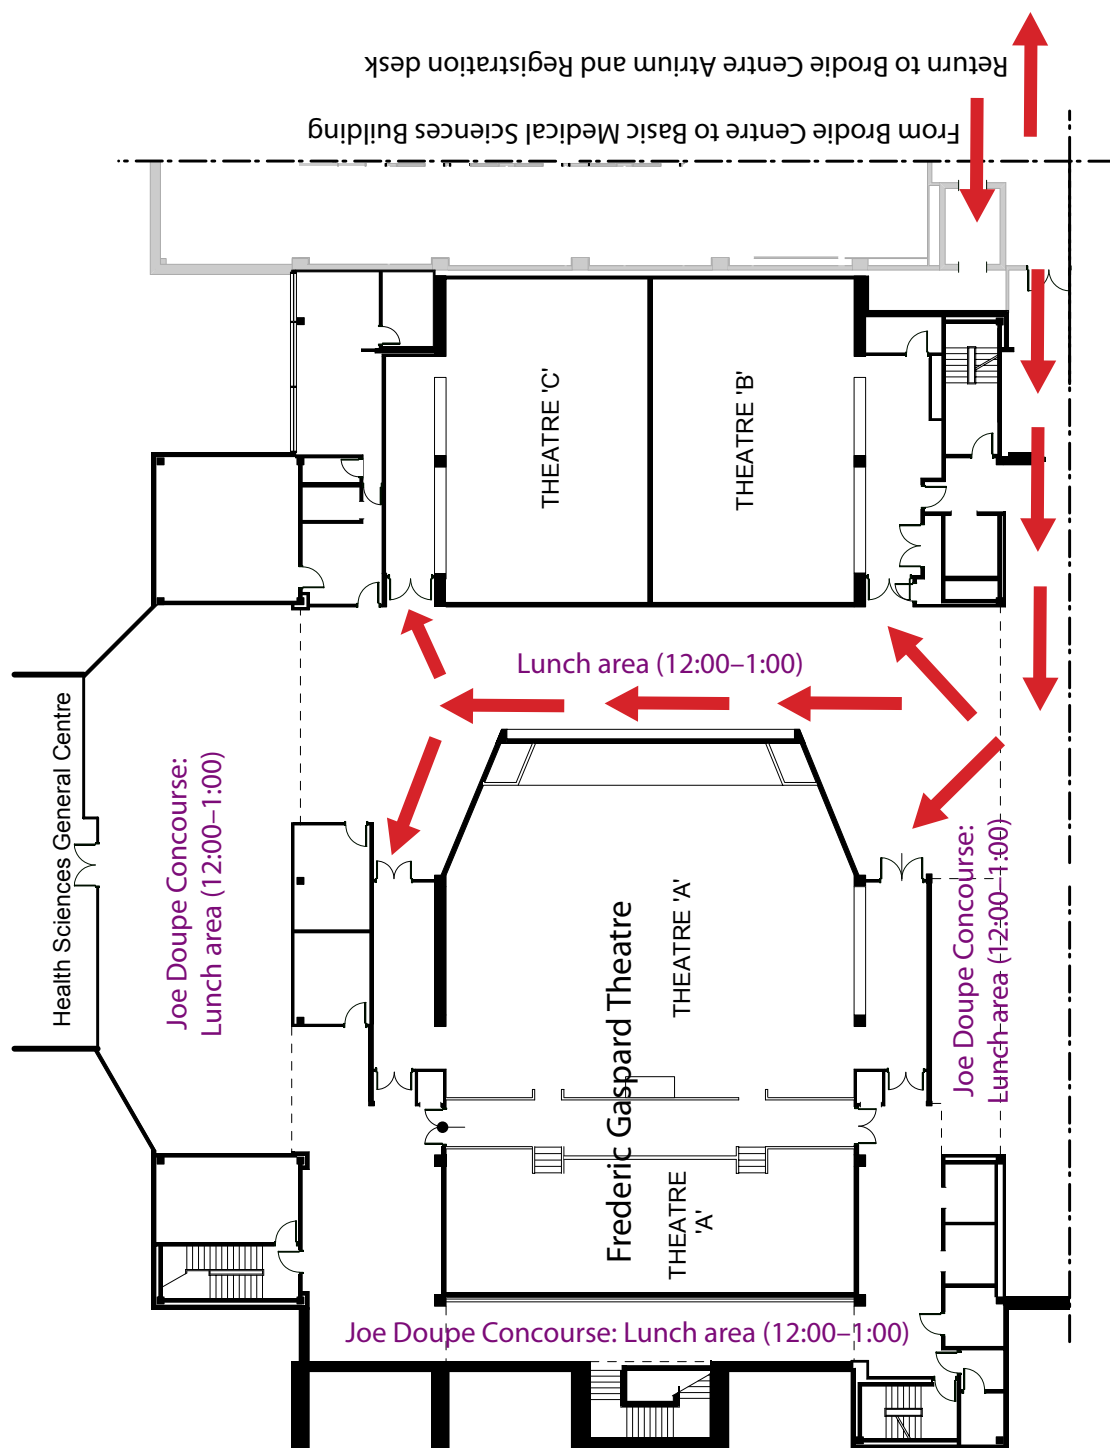 Return to Brodie Centre Atrium and Registration desk
From Brodie Centre to Basic Medical Sciences Building
THEATRE 'C'
THEATRE 'B'
Lunch area (12:00–1:00)
Health Sciences General Centre
Joe Doupe Concourse:
Lunch area (12:00–1:00)
Frederic Gaspard Theatre
THEATRE 'A'
THEATRE
'A'
Joe Doupe Concourse:
Lunch area (12:00–1:00)
Joe Doupe Concourse: Lunch area (12:00–1:00)